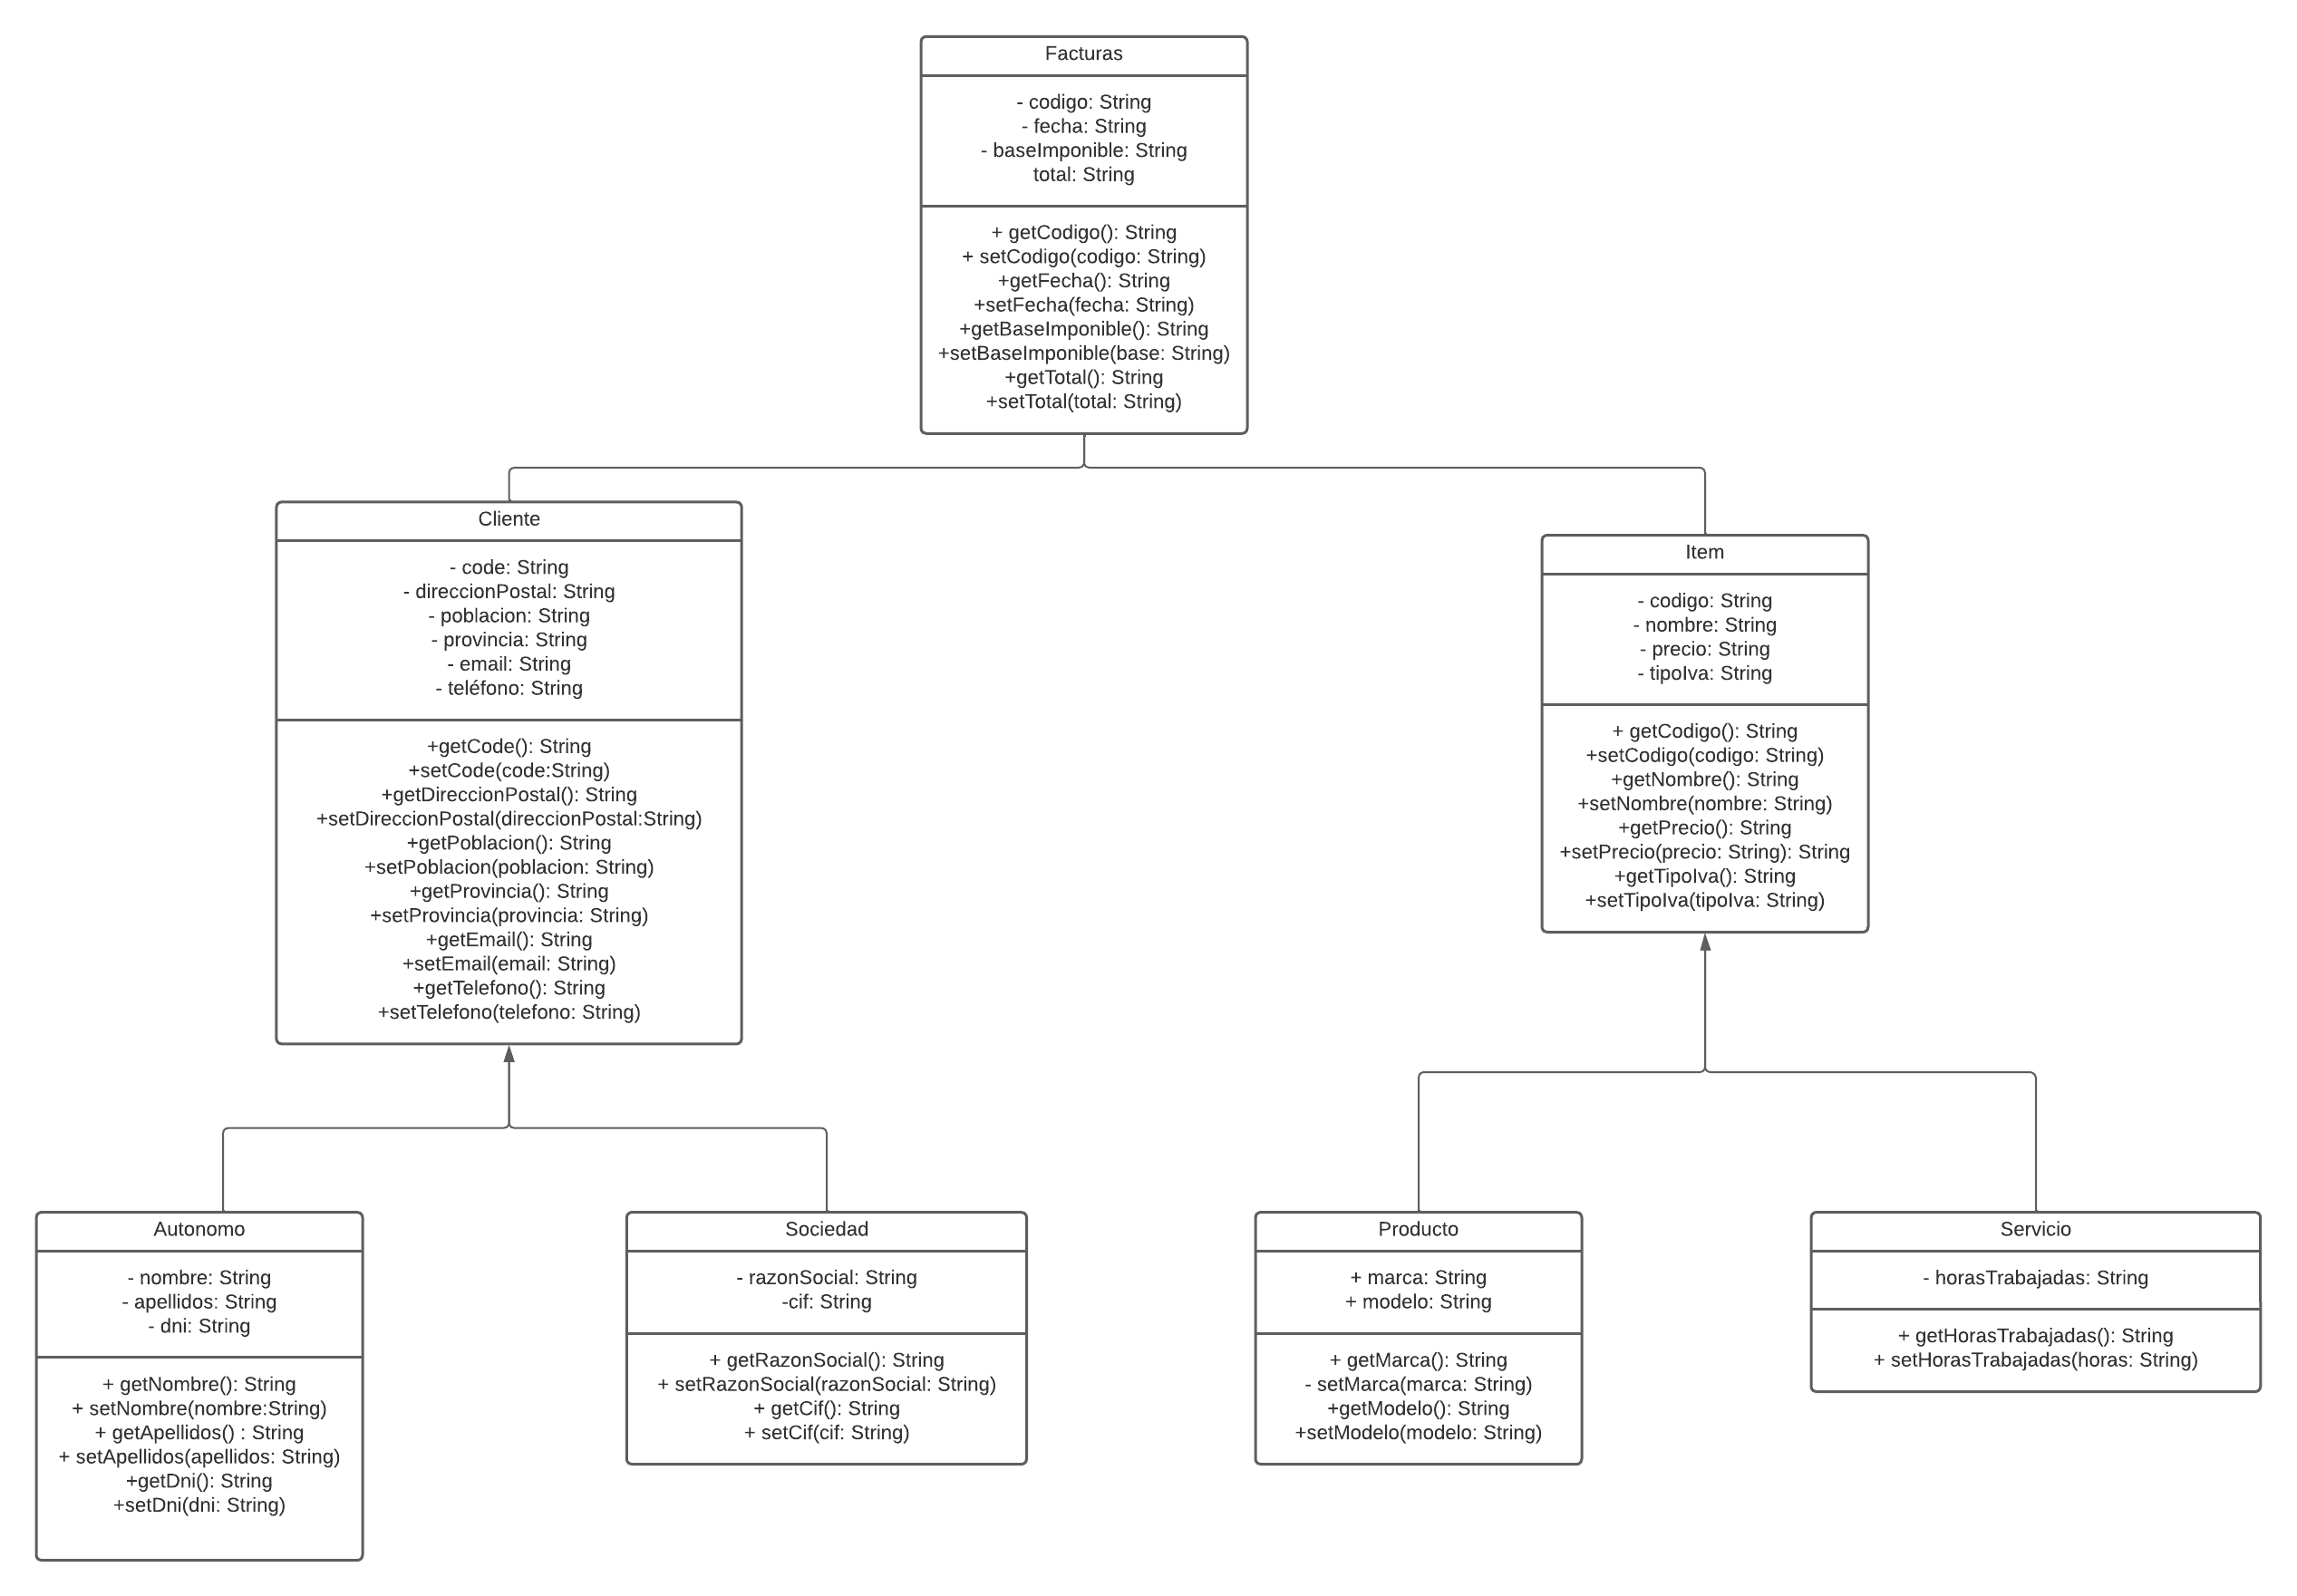 Facturas
- codigo: String
- fecha: String
- baseImponible: String
total: String
+ getCodigo(): String
+ setCodigo(codigo: String)
+getFecha(): String
+setFecha(fecha: String)
+getBaseImponible(): String
+setBaseImponible(base: String)
+getTotal(): String
+setTotal(total: String)
Cliente
- code: String
- direccionPostal: String
- poblacion: String
- provincia: String
- email: String
- teléfono: String
+getCode(): String
+setCode(code:String)
+getDireccionPostal(): String
+setDireccionPostal(direccionPostal:String)
+getPoblacion(): String
+setPoblacion(poblacion: String)
+getProvincia(): String
+setProvincia(provincia: String)
+getEmail(): String
+setEmail(email: String)
+getTelefono(): String
+setTelefono(telefono: String)
Item
- codigo: String
- nombre: String
- precio: String
- tipoIva: String
+ getCodigo(): String
+setCodigo(codigo: String)
+getNombre(): String
+setNombre(nombre: String)
+getPrecio(): String
+setPrecio(precio: String): String
+getTipoIva(): String
+setTipoIva(tipoIva: String)
Autonomo
- nombre: String
- apellidos: String
- dni: String
+ getNombre(): String
+ setNombre(nombre:String)
+ getApellidos() : String
+ setApellidos(apellidos: String)
+getDni(): String
+setDni(dni: String)
Sociedad
- razonSocial: String
-cif: String
+ getRazonSocial(): String
+ setRazonSocial(razonSocial: String)
+ getCif(): String
+ setCif(cif: String)
Producto
+ marca: String
+ modelo: String
+ getMarca(): String
- setMarca(marca: String)
+getModelo(): String
+setModelo(modelo: String)
Servicio
- horasTrabajadas: String
+ getHorasTrabajadas(): String
+ setHorasTrabajadas(horas: String)